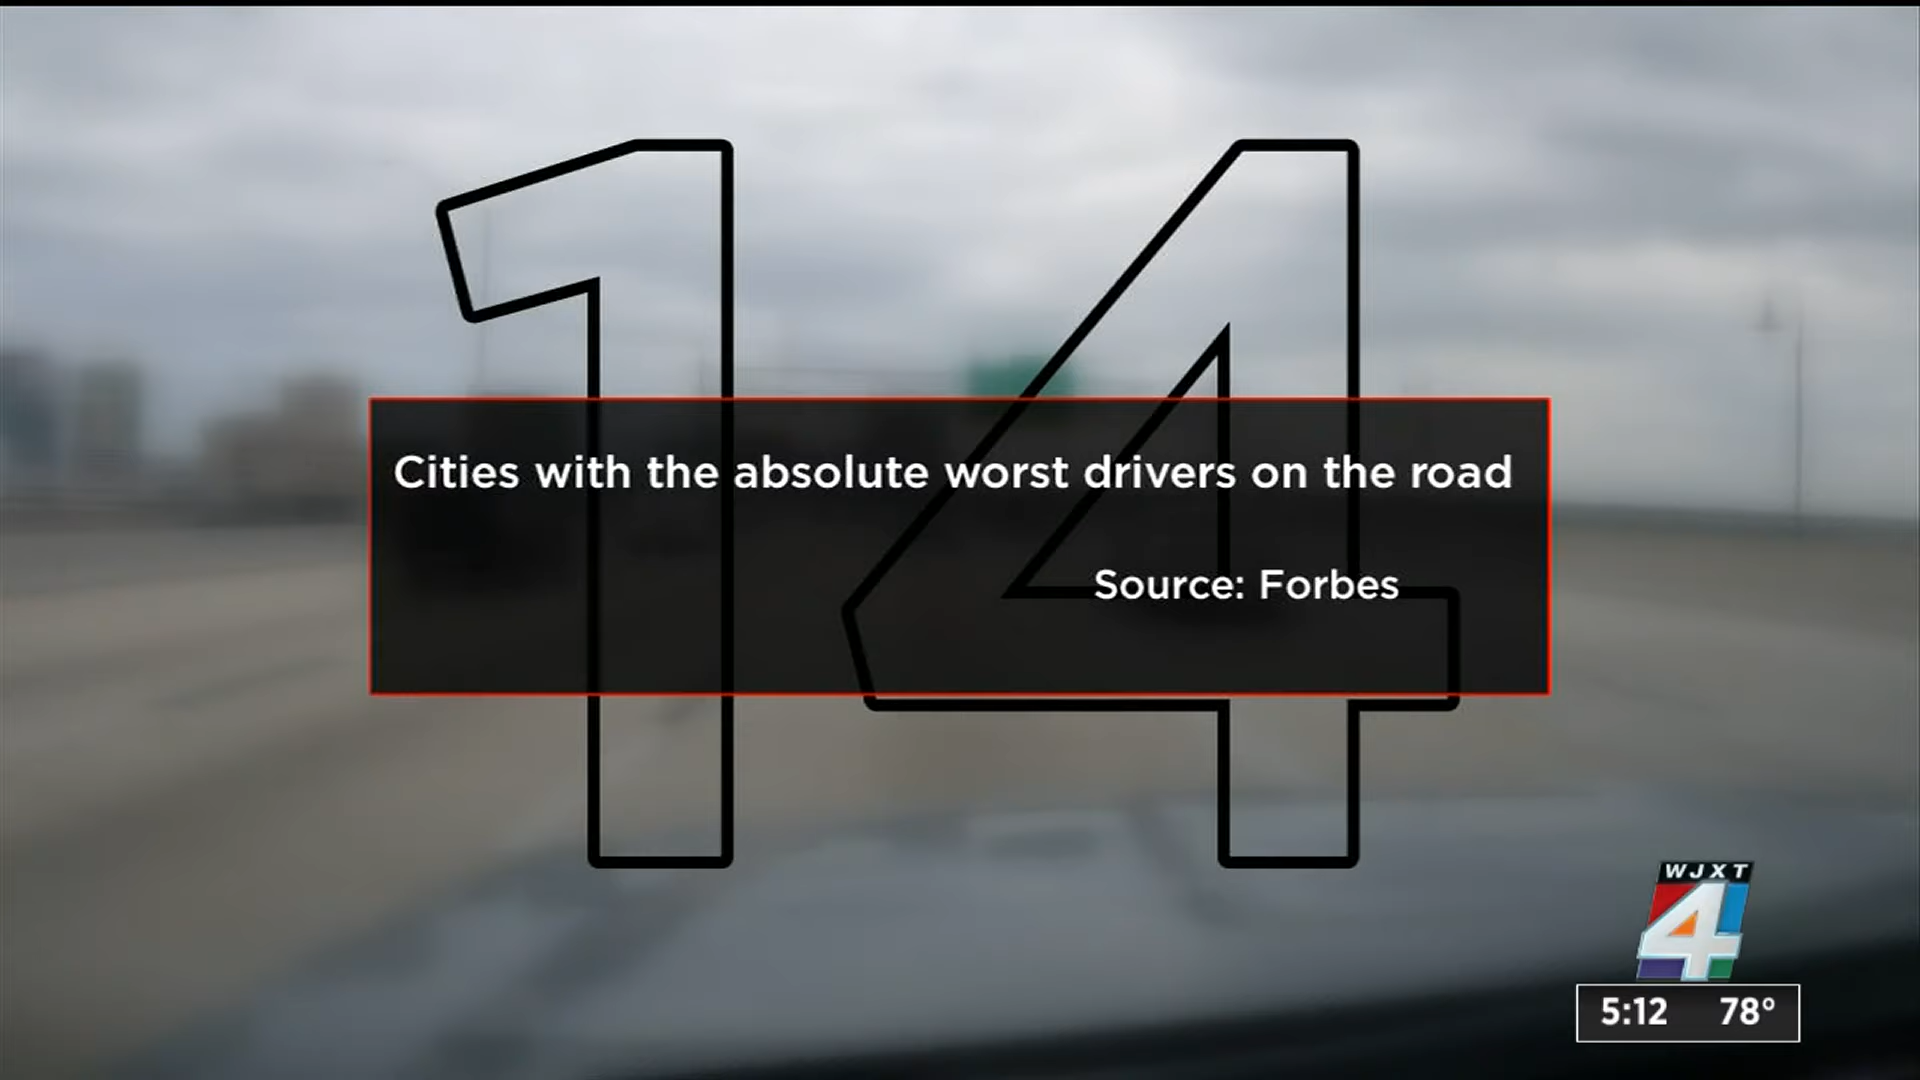 14
Cities with the absolute worst drivers on the road
Source: Forbes
WJXT
4
5:12 78°